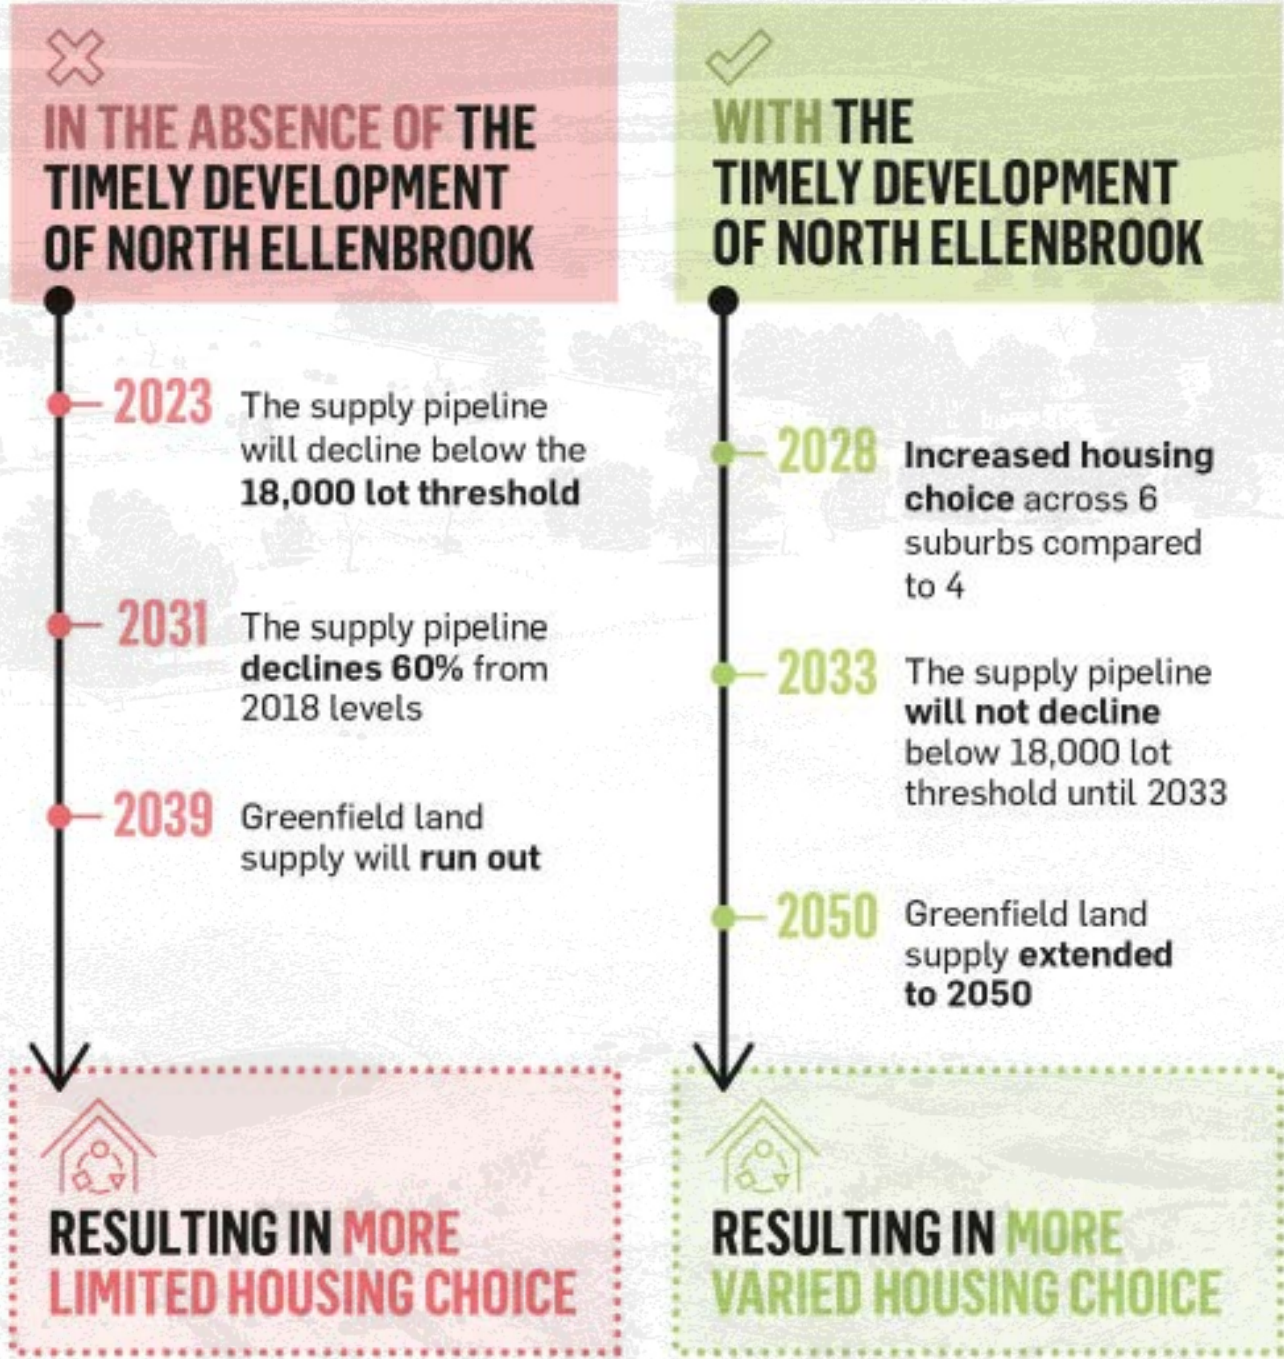 IN THE ABSENCE OF THE
TIMELY DEVELOPMENT
OF NORTH ELLENBROOK
2023
The supply pipeline
will decline below the
18,000 lot threshold
2031
The supply pipeline
declines 60% from
2018 levels
2039
Greenfield land
supply will run out
RESULTING IN MORE
LIMITED HOUSING CHOICE
WITH THE
TIMELY DEVELOPMENT
OF NORTH ELLENBROOK
2028
Increased housing
choice across 6
suburbs compared
to 4
2033
The supply pipeline
will not decline
below 18,000 lot
threshold until 2033
2050
Greenfield land
supply extended
to 2050
RESULTING IN MORE
VARIED HOUSING CHOICE